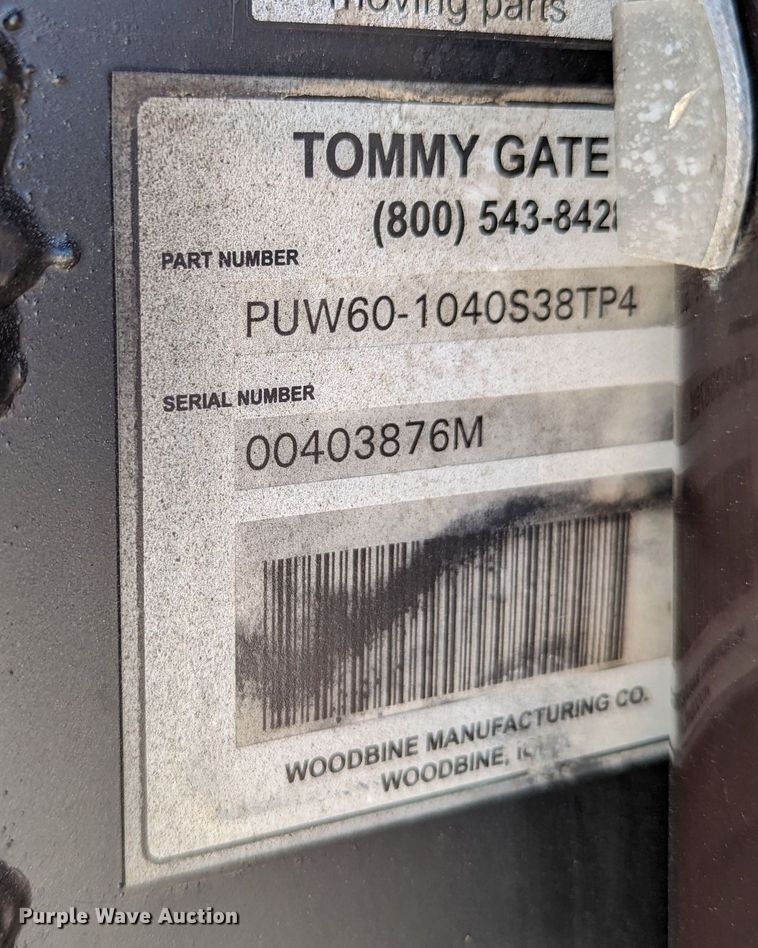 moving parts
TOMMY GATE
(800) 543-8428
PART NUMBER
PUW60-1040S38TP4
SERIAL NUMBER
00403876M
WOODBINE MANUFACTURING CO.
WOODBINE,
Purple Wave Auction